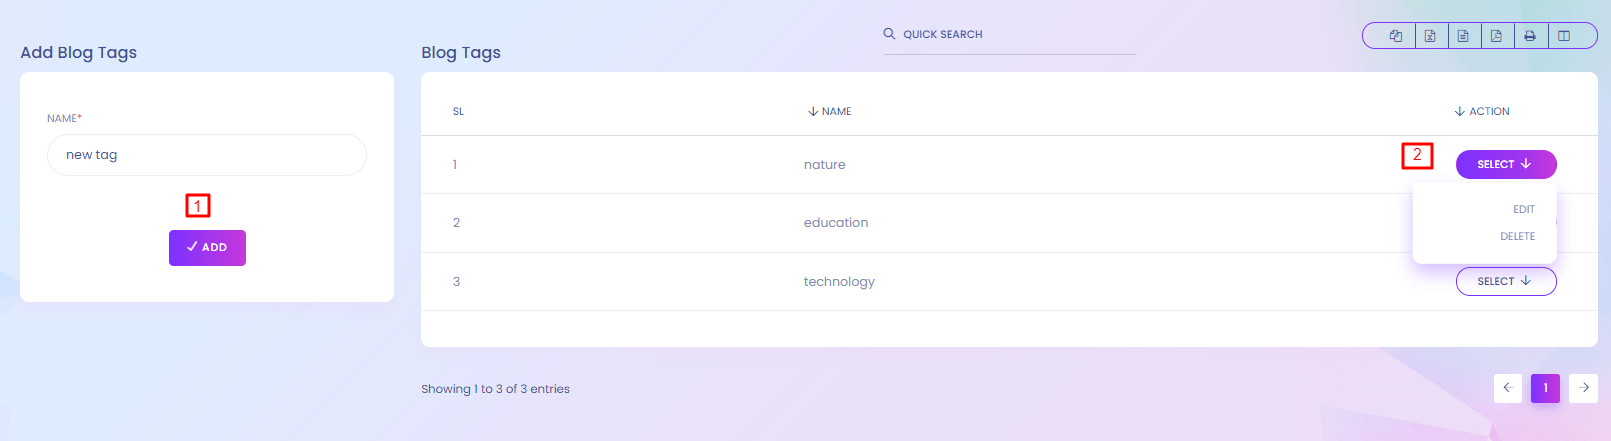 QUICK SEARCH
Add Blog Tags
Blog Tags
NAME*
new tag
1
ADD
SL NAME ACTION
1 nature 2 SELECT
EDIT
2 education
DELETE
3 technology SELECT
Showing 1 to 3 of 3 entries
1